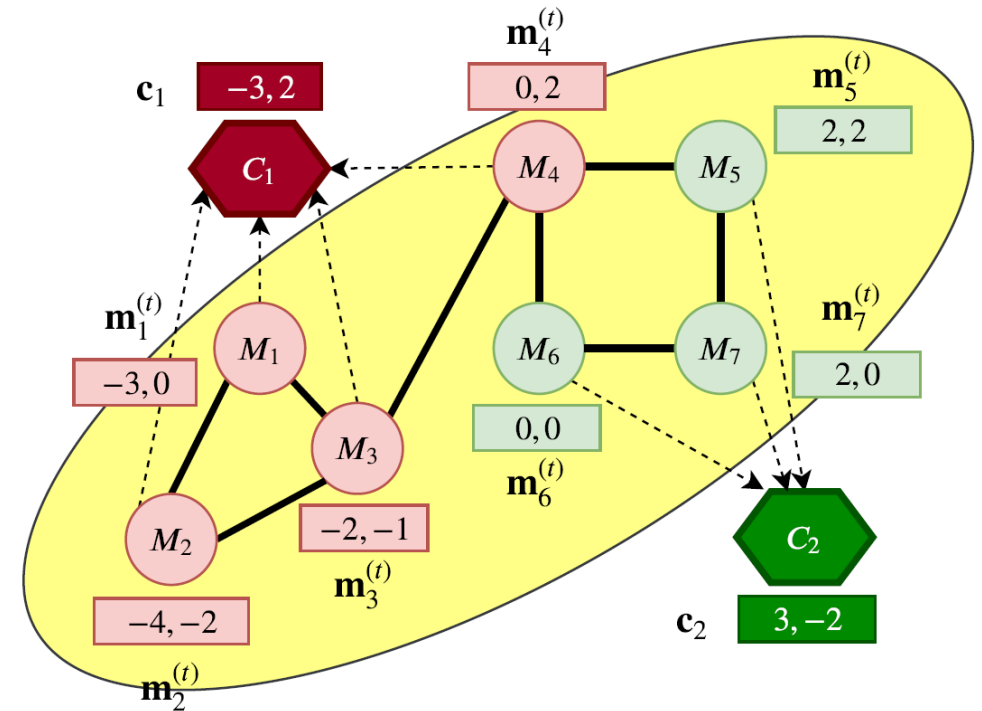 𝐦₄⁽ᵗ⁾
𝐜₁
−3, 2
0, 2
𝐦₅⁽ᵗ⁾
2, 2
C₁
M₄
M₅
𝐦₁⁽ᵗ⁾
−3, 0
M₁
M₆
M₇
𝐦₇⁽ᵗ⁾
2, 0
M₃
0, 0
𝐦₆⁽ᵗ⁾
M₂
−2, −1
𝐦₃⁽ᵗ⁾
C₂
−4, −2
𝐜₂
3, −2
𝐦₂⁽ᵗ⁾